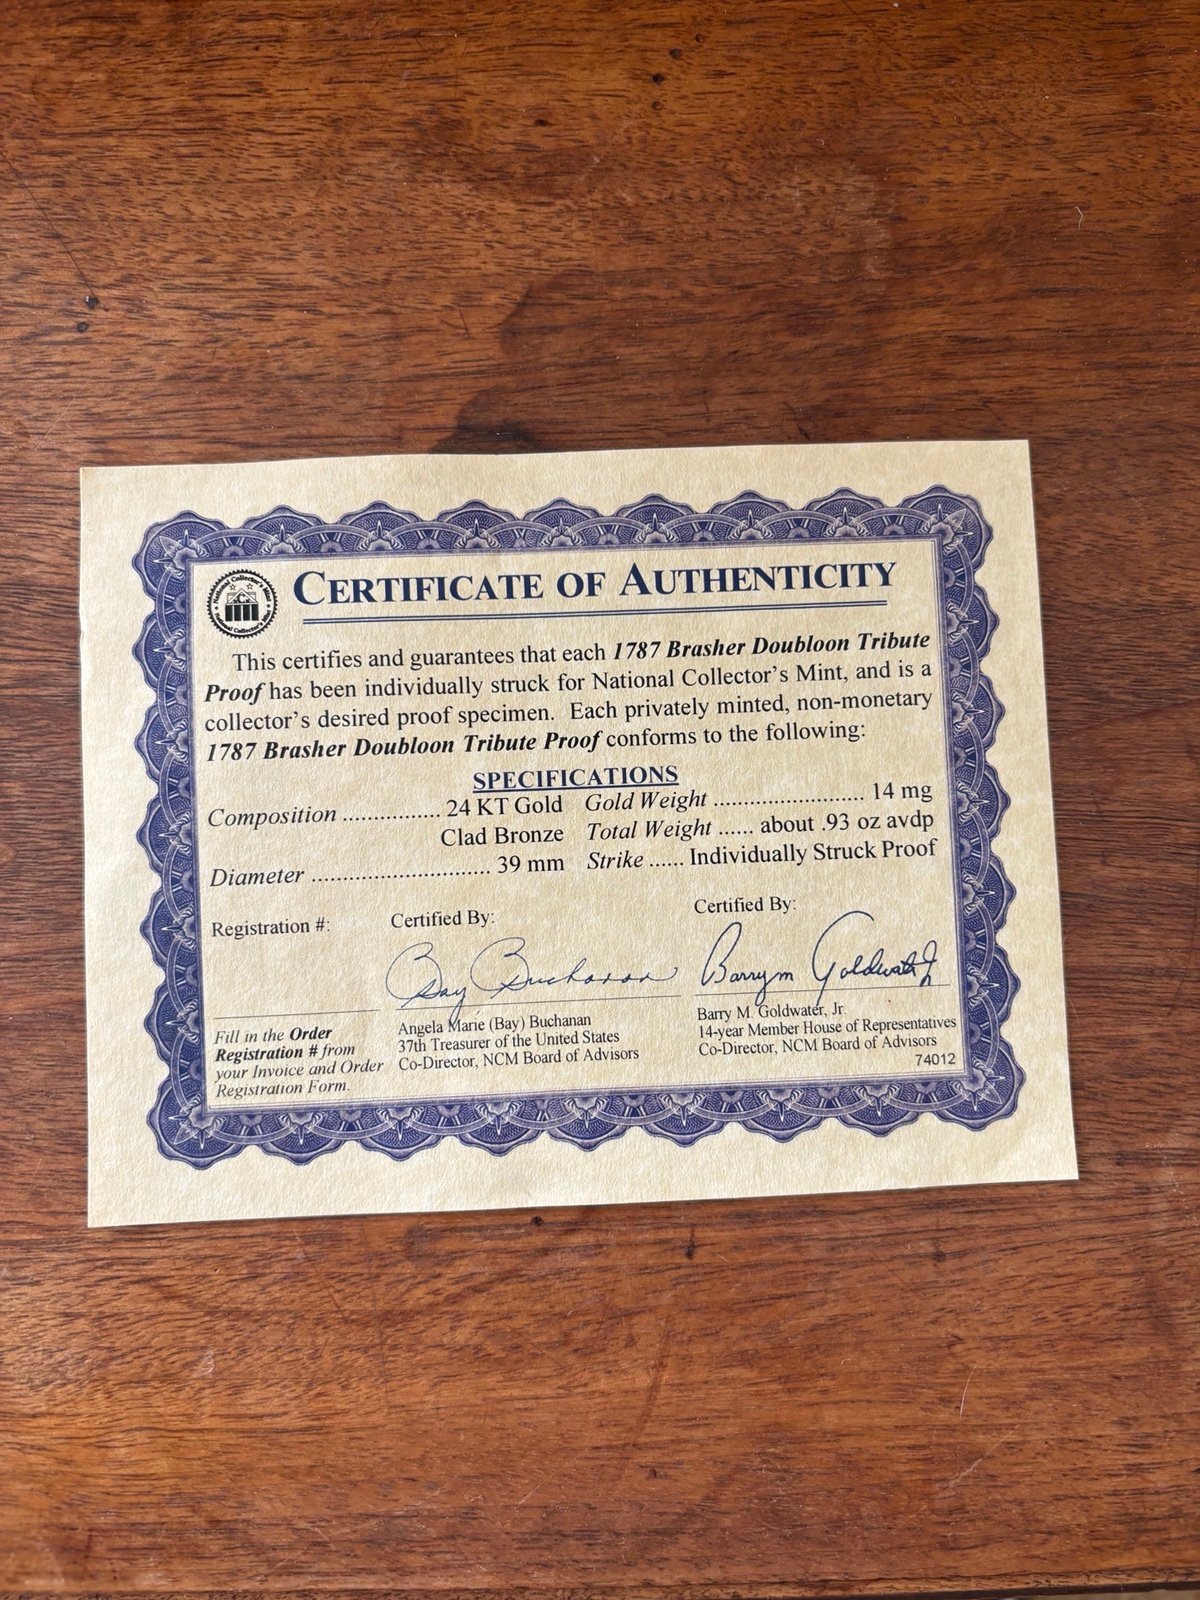 National Collector's Mint
National Collector's Mint
CERTIFICATE OF AUTHENTICITY
This certifies and guarantees that each 1787 Brasher Doubloon Tribute
Proof has been individually struck for National Collector's Mint, and is a
collector's desired proof specimen. Each privately minted, non-monetary
1787 Brasher Doubloon Tribute Proof conforms to the following:
SPECIFICATIONS
Composition ................ 24 KT Gold
Clad Bronze
Diameter ............................. 39 mm
Gold Weight ........................ 14 mg
Total Weight ...... about .93 oz avdp
Strike ...... Individually Struck Proof
Registration #:
Fill in the Order
Registration # from
your Invoice and Order
Registration Form.
Certified By:
Bay Buchanan
Angela Marie (Bay) Buchanan
37th Treasurer of the United States
Co-Director, NCM Board of Advisors
Certified By:
Barry M Goldwater Jr
Barry M. Goldwater, Jr.
14-year Member House of Representatives
Co-Director, NCM Board of Advisors
74012